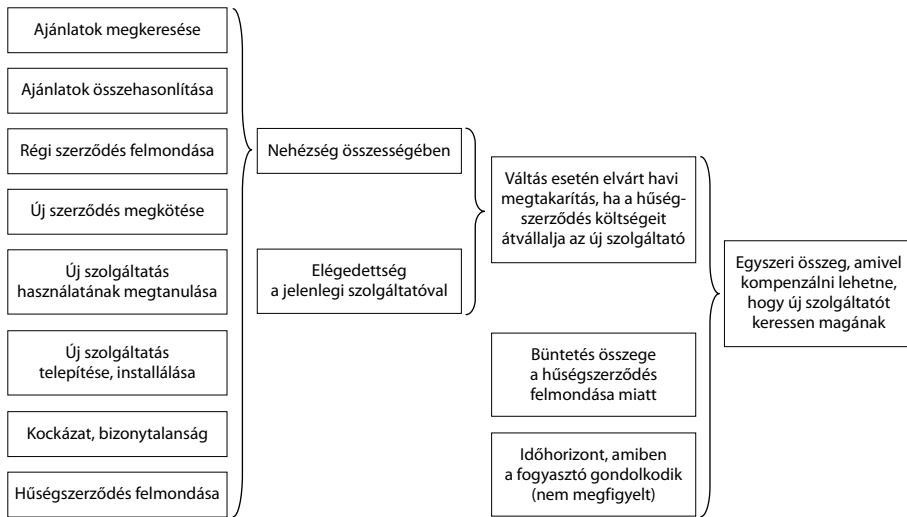 Ajánlatok megkeresése
Ajánlatok összehasonlítása
Régi szerződés felmondása
Új szerződés megkötése
Új szolgáltatás
használatának megtanulása
Új szolgáltatás
telepítése, installálása
Kockázat, bizonytalanság
Hűségszerződés felmondása
Nehézség összességében
Elégedettség
a jelenlegi szolgáltatóval
Váltás esetén elvárt havi
megtakarítás, ha a hűség-
szerződés költségeit
átvállalja az új szolgáltató
Büntetés összege
a hűségszerződés
felmondása miatt
Időhorizont, amiben
a fogyasztó gondolkodik
(nem megfigyelt)
Egyszeri összeg, amivel
kompenzálni lehetne,
hogy új szolgáltatót
keressen magának